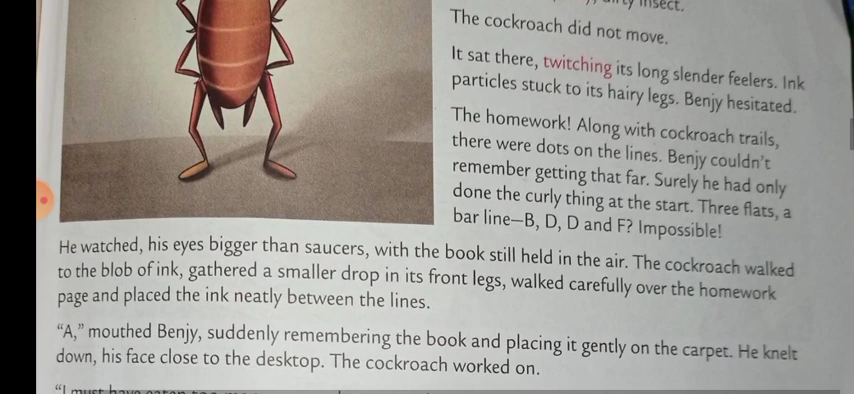 insect.
The cockroach did not move.
It sat there, twitching its long slender feelers. Ink
particles stuck to its hairy legs. Benjy hesitated.
The homework! Along with cockroach trails,
there were dots on the lines. Benjy couldn't
remember getting that far. Surely he had only
done the curly thing at the start. Three flats, a
bar line—B, D, D and F? Impossible!
He watched, his eyes bigger than saucers, with the book still held in the air. The cockroach walked
to the blob of ink, gathered a smaller drop in its front legs, walked carefully over the homework
page and placed the ink neatly between the lines.
“A,” mouthed Benjy, suddenly remembering the book and placing it gently on the carpet. He knelt
down, his face close to the desktop. The cockroach worked on.
“I must have eaten too